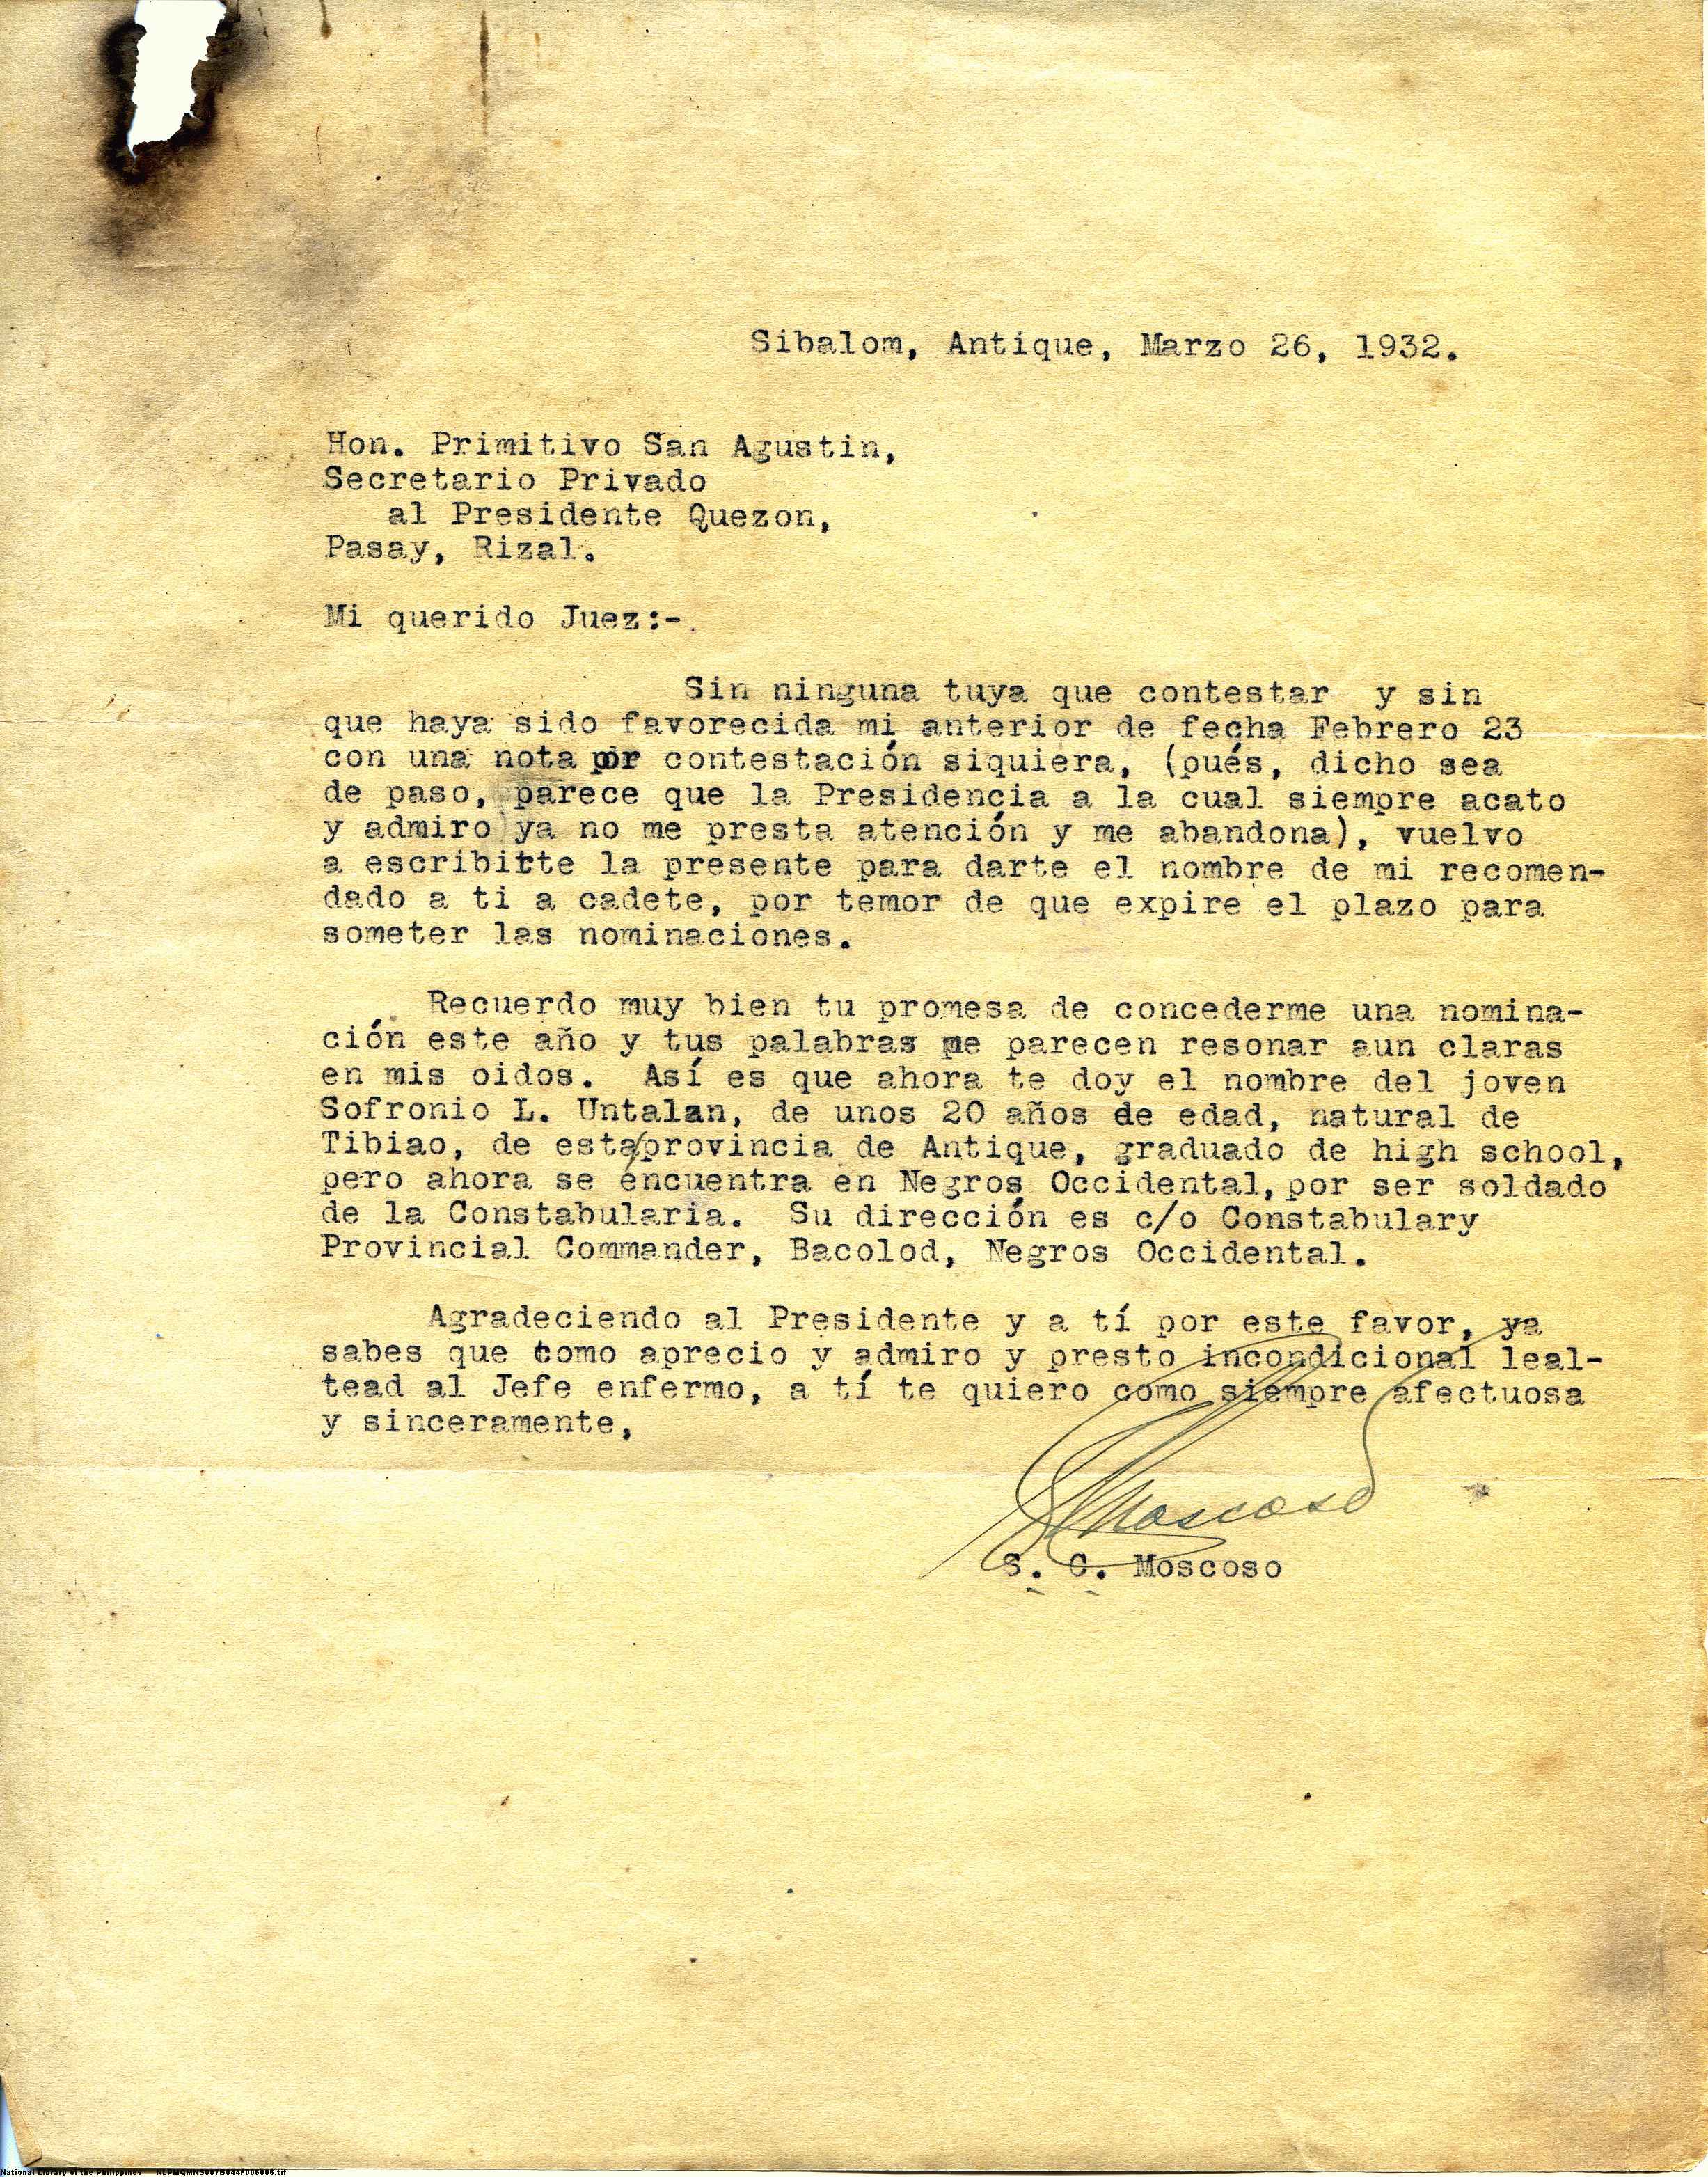 Sibalom, Antique, Marzo 26, 1932.
Hon. Primitivo San Agustin,
Secretario Privado
al Presidente Quezon,
Pasay, Rizal.
Mi querido Juez:-
Sin ninguna tuya que contestar y sin
que haya sido favorecida mi anterior de fecha Febrero 23
con una nota por contestación siquiera, (pués, dicho sea
de paso, parece que la Presidencia a la cual siempre acato
y admiro ya no me presta atención y me abandona), vuelvo
a escribitte la presente para darte el nombre de mi recomen-
dado a ti a cadete, por temor de que expire el plazo para
someter las nominaciones.
Recuerdo muy bien tu promesa de concederme una nomina-
ción este año y tus palabras me parecen resonar aun claras
en mis oidos. Así es que ahora te doy el nombre del joven
Sofronio L. Untalan, de unos 20 años de edad, natural de
Tibiao, de esta/provincia de Antique, graduado de high school,
pero ahora se encuentra en Negros Occidental, por ser soldado
de la Constabularia. Su dirección es c/o Constabulary
Provincial Commander, Bacolod, Negros Occidental.
Agradeciendo al Presidente y a tí por este favor, ya
sabes que como aprecio y admiro y presto incondicional leal-
tead al Jefe enfermo, a tí te quiero como siempre afectuosa
y sinceramente,
Moscoso
S. C. Moscoso
National Library of the Philippines NLPMQMNS007B044F006006.tif